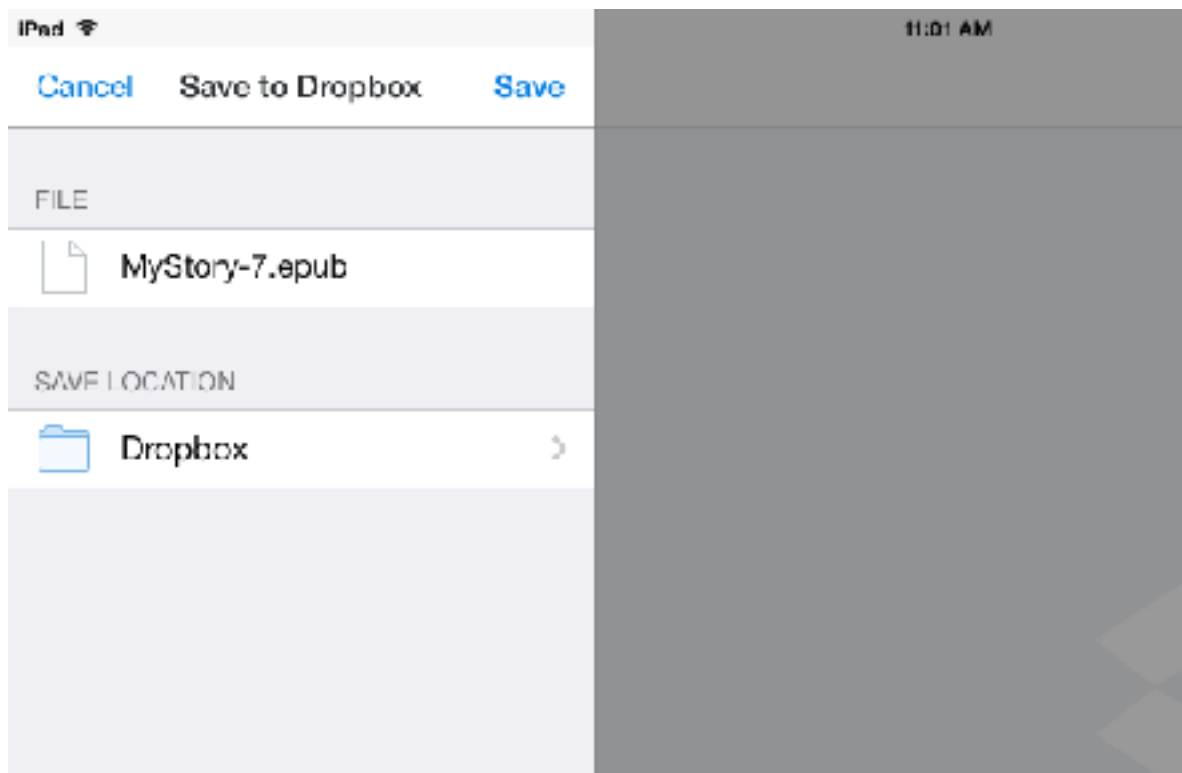 iPad 11:01 AM
Cancel Save to Dropbox Save
FILE
MyStory-7.epub
SAVE LOCATION
Dropbox